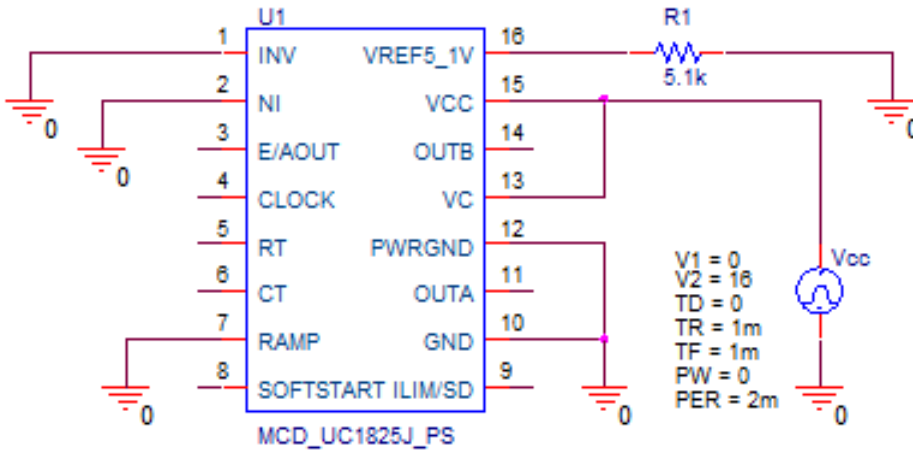 U1
R1
1
INV
VREF5_1V
16
5.1k
0
2
NI
VCC
15
0
0
3
E/AOUT
OUTB
14
4
CLOCK
VC
13
5
RT
PWRGND
12
6
CT
OUTA
11
7
RAMP
GND
10
8
SOFTSTART
ILIM/SD
9
0
0
0
Vcc
V1 = 0
V2 = 16
TD = 0
TR = 1m
TF = 1m
PW = 0
PER = 2m
MCD_UC1825J_PS